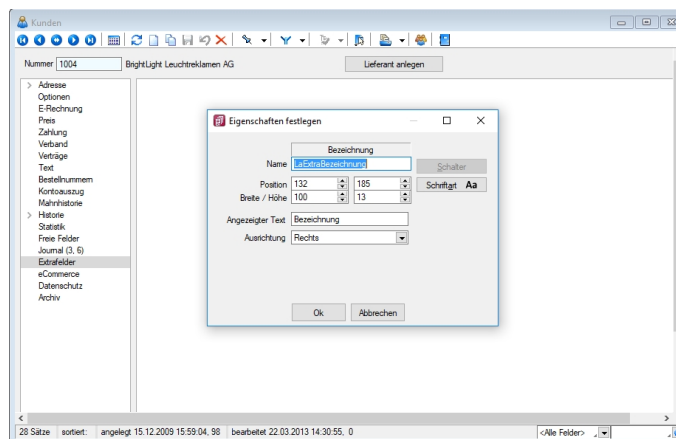 Kunden
Nummer 1004 BrightLight Leuchtreklamen AG Lieferant anlegen
Adresse
Optionen
E-Rechnung
Preis
Zahlung
Verband
Verträge
Text
Bestellnummern
Kontoauszug
Mahnhistorie
Historie
Statistik
Freie Felder
Journal (3, 6)
Extrafelder
eCommerce
Datenschutz
Archiv
Eigenschaften festlegen
Bezeichnung
Name LaExtraBezeichnung Schalter
Position 132 185 Schriftart Aa
Breite / Höhe 100 13
Angezeigter Text Bezeichnung
Ausrichtung Rechts
Ok Abbrechen
28 Sätze sortiert: angelegt 15.12.2009 15:59:04, 98 bearbeitet 22.03.2013 14:30:55, 0 <Alle Felder>